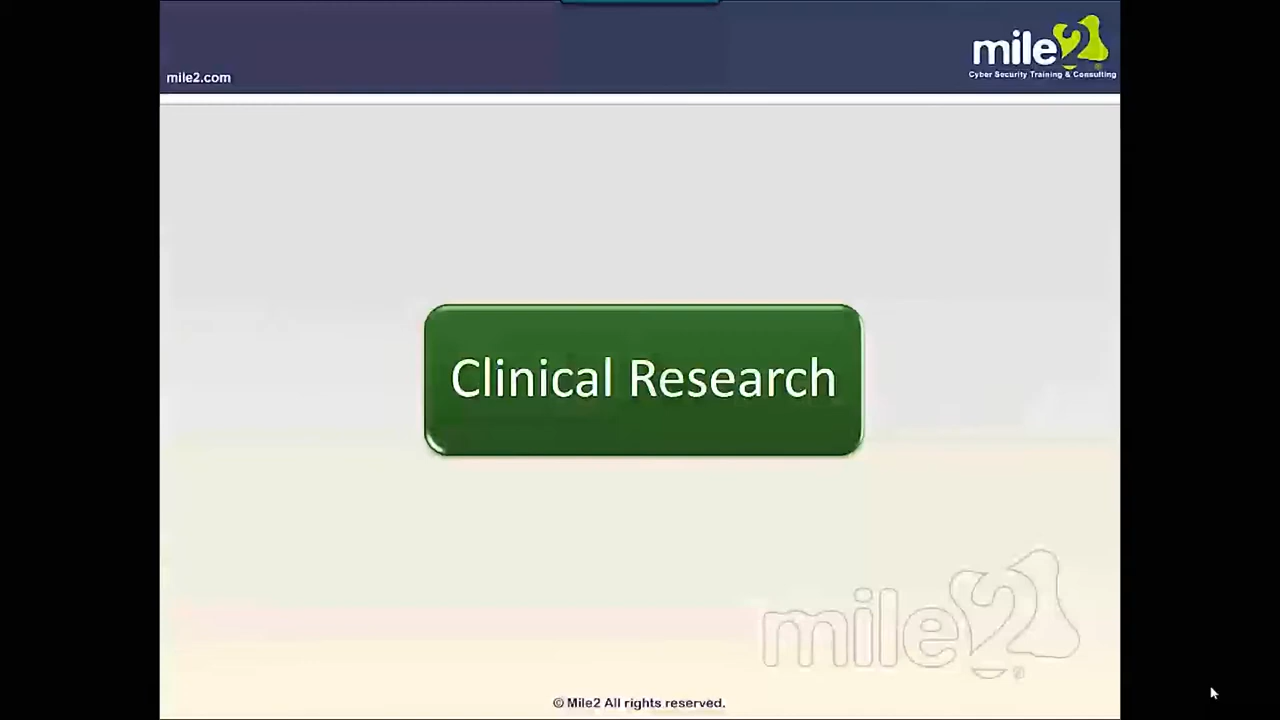 mile2
Cyber Security Training & Consulting
mile2.com
Clinical Research
mile2
© Mile2 All rights reserved.